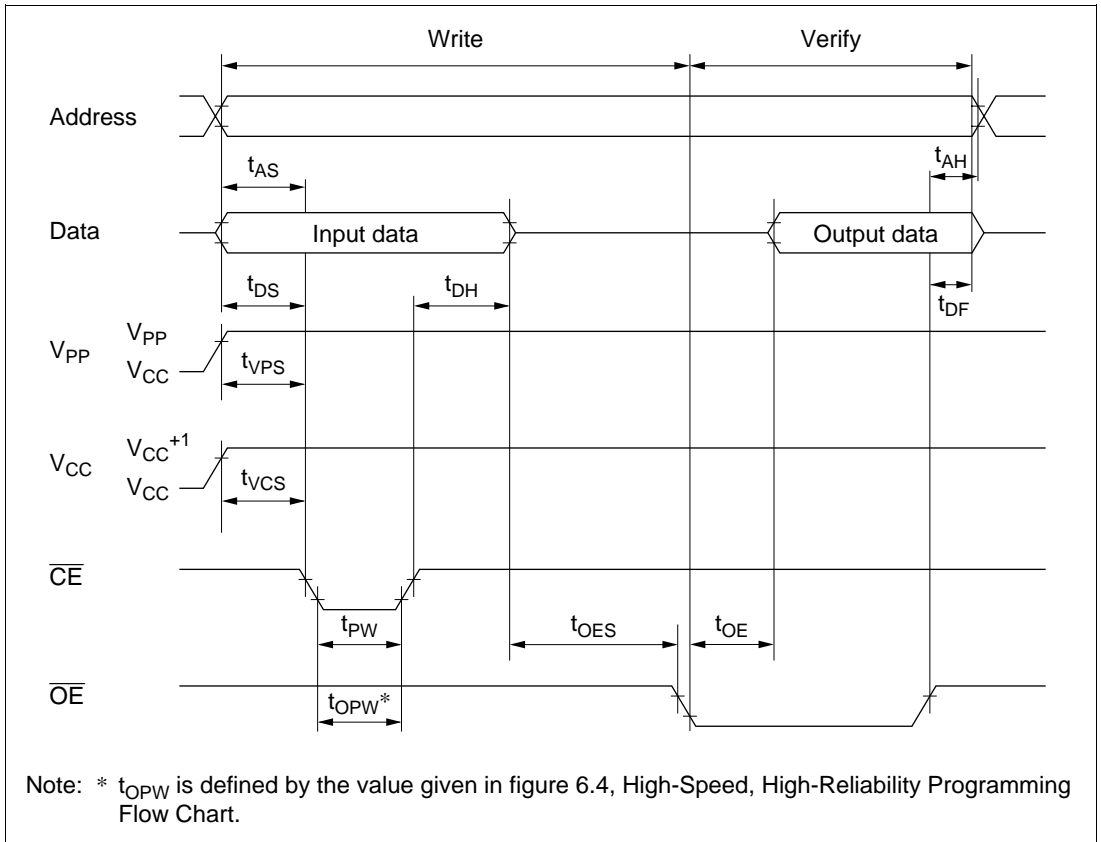 Write Verify
Address
tAS tAH
Data Input data Output data
tDS tDH tDF
VPP VPP
VCC tVPS
VCC VCC+1
VCC tVCS
CE
tPW tOES tOE
OE
tOPW*
Note: * tOPW is defined by the value given in figure 6.4, High-Speed, High-Reliability Programming
Flow Chart.